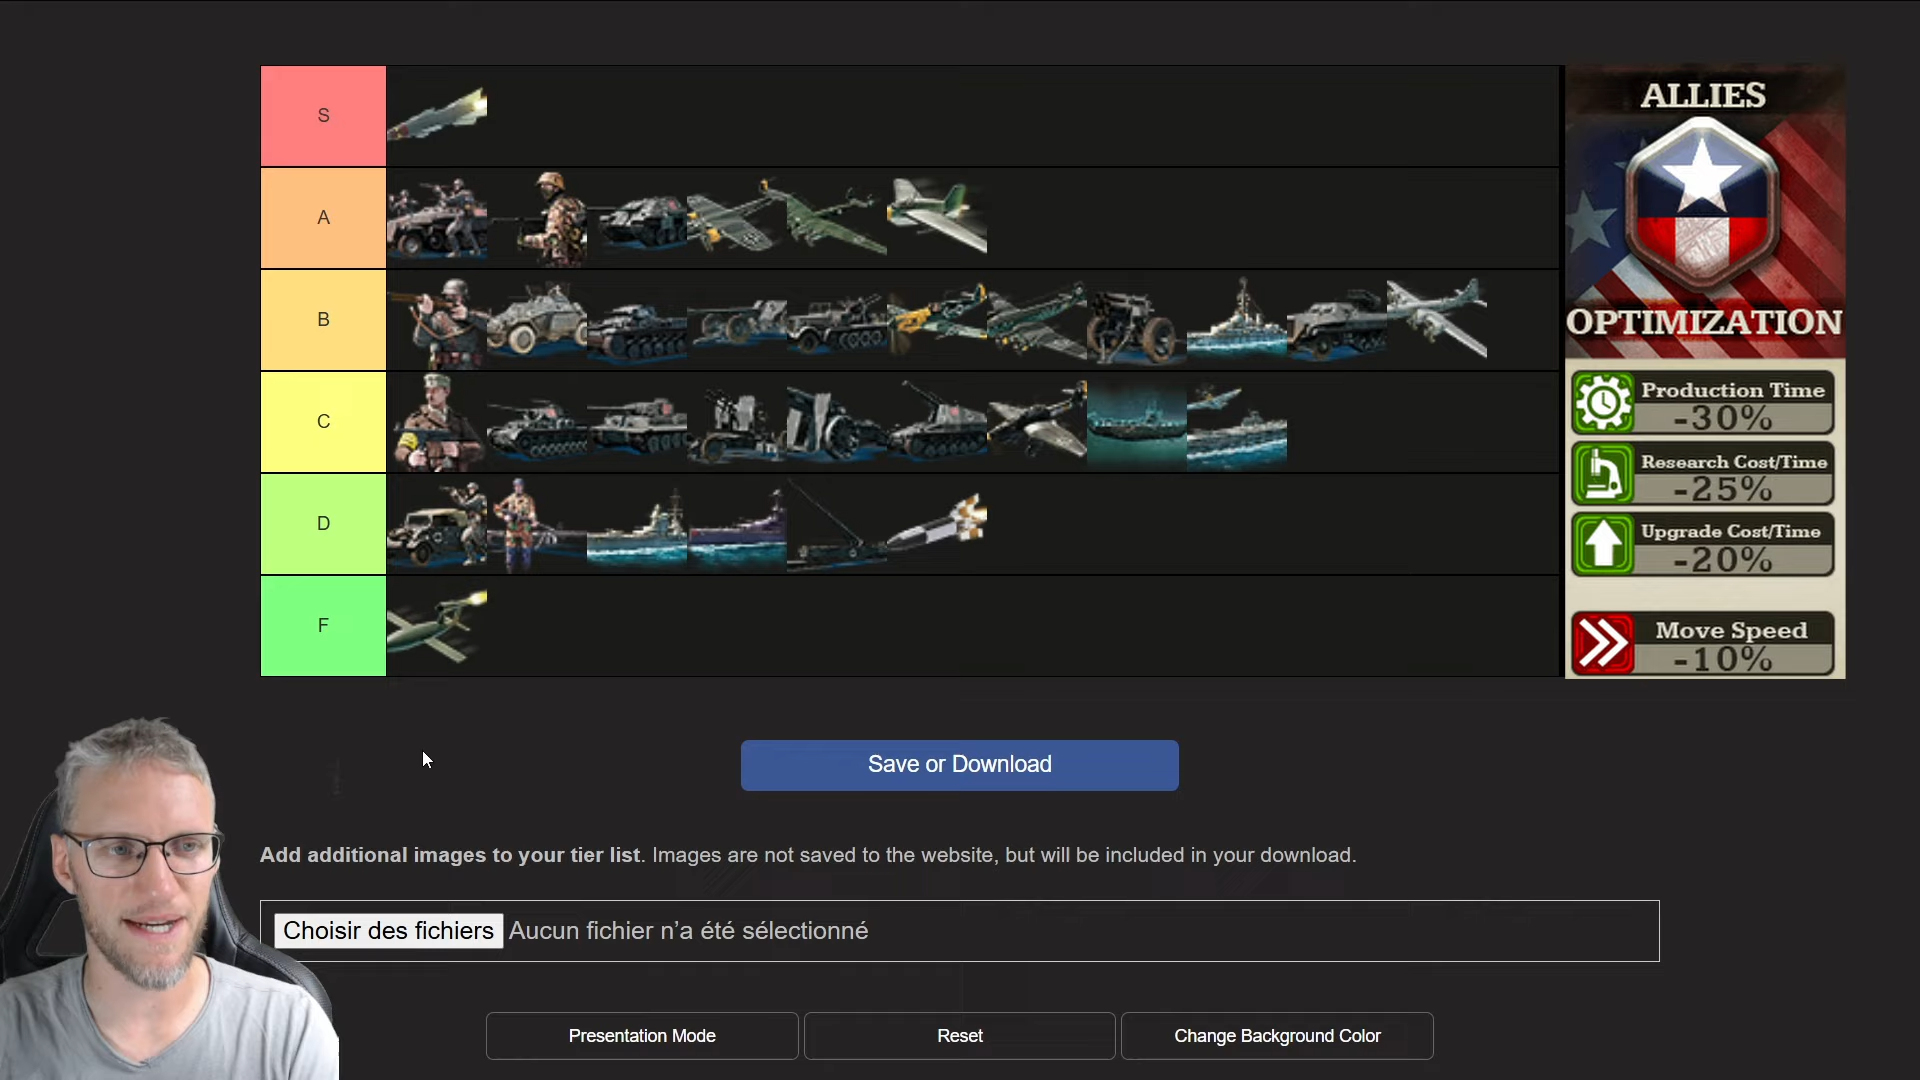 S
A
B
C
D
F
ALLIES
OPTIMIZATION
Production Time
-30%
Research Cost/Time
-25%
Upgrade Cost/Time
-20%
Move Speed
-10%
Save or Download
Add additional images to your tier list. Images are not saved to the website, but will be included in your download.
Choisir des fichiers Aucun fichier n’a été sélectionné
Presentation Mode
Reset
Change Background Color